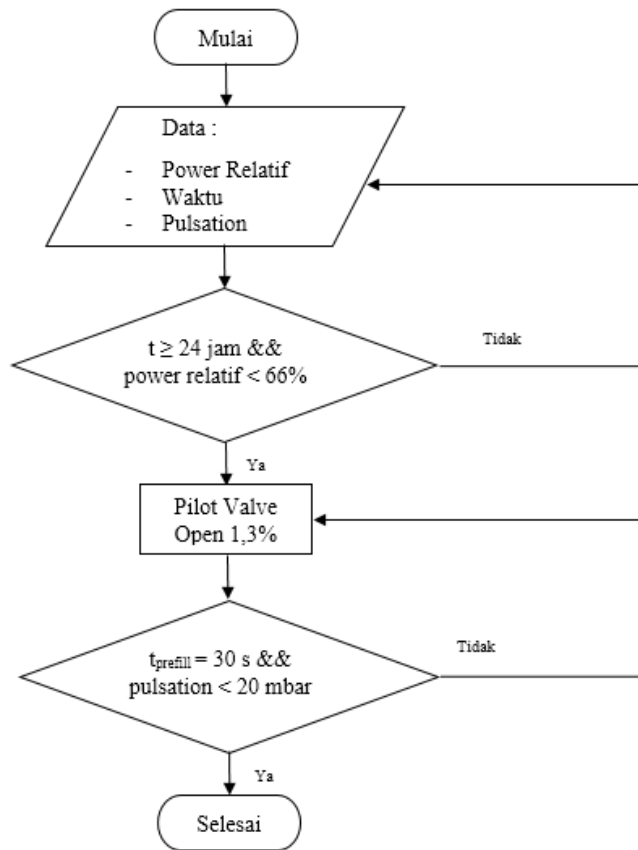 Mulai
Data :
- Power Relatif
- Waktu
- Pulsation
t ≥ 24 jam &&
power relatif < 66%
Tidak
Ya
Pilot Valve
Open 1,3%
t_prefill = 30 s &&
pulsation < 20 mbar
Tidak
Ya
Selesai